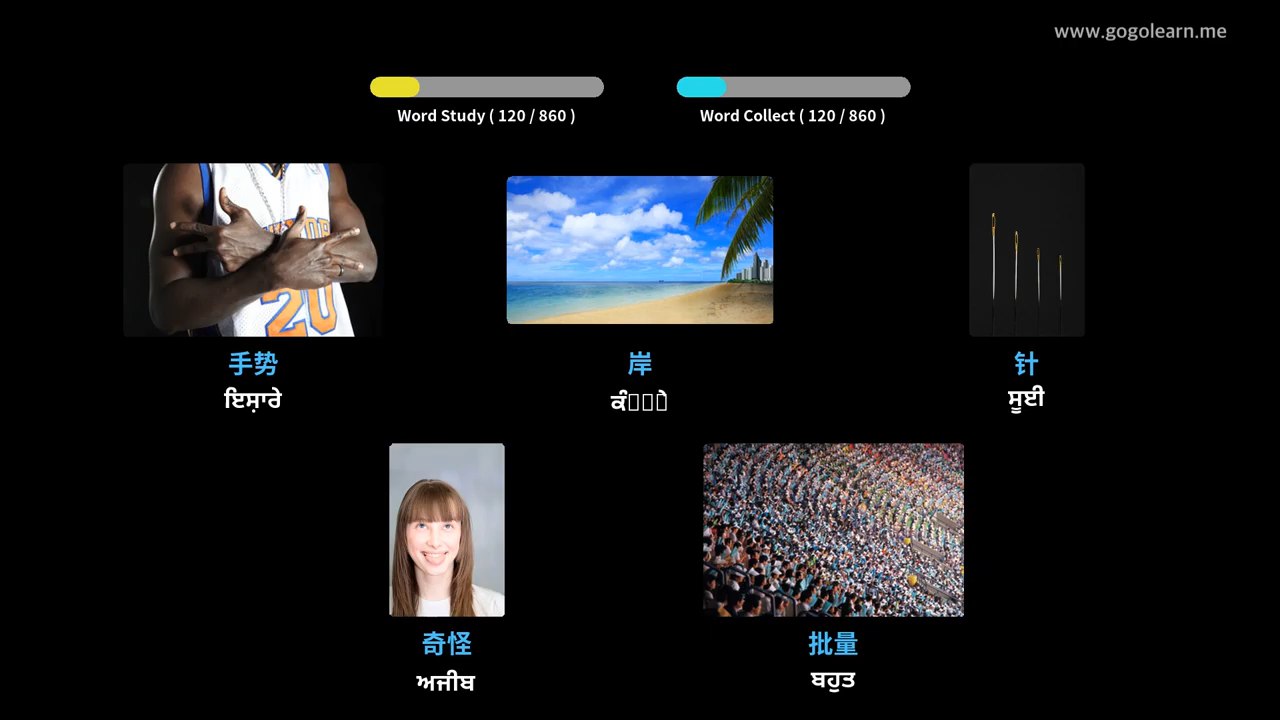 www.gogolearn.me
Word Study ( 120 / 860 )
Word Collect ( 120 / 860 )
手势
ਇਸ਼ਾਰੇ
岸
针
ਸੂਈ
奇怪
ਅਜੀਬ
批量
ਬਹੁਤ